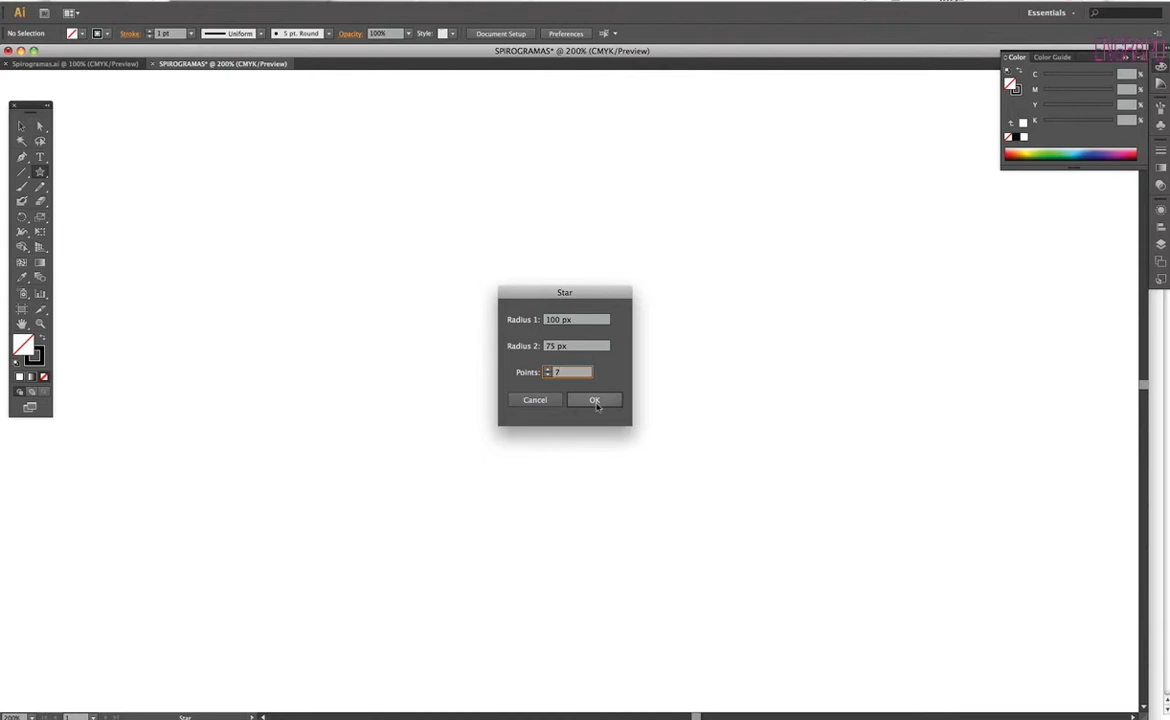 Ai
Essentials
No Selection
Stroke:
1 pt
Uniform
5 pt. Round
Opacity:
100%
Style:
Document Setup
Preferences
SPIROGRAMAS* @ 200% (CMYK/Preview)
× Spirogramas.ai @ 100% (CMYK/Preview)
× SPIROGRAMAS* @ 200% (CMYK/Preview)
Color
Color Guide
C %
M %
Y %
K %
T
Star
Radius 1: 100 px
Radius 2: 75 px
Points: 7
Cancel
OK
200%
1
Star